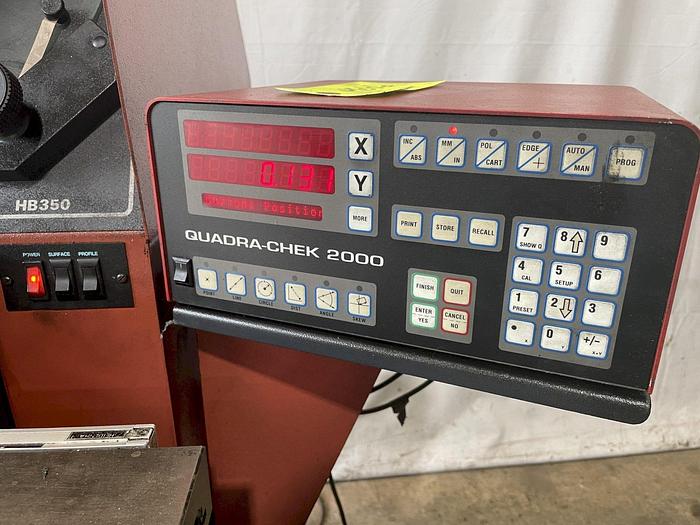 HB350
POWER SURFACE PROFILE
X
Y
MORE
Current Position
QUADRA-CHEK 2000
INC ABS
MM IN
POL CART
EDGE
AUTO MAN
PROG
PRINT STORE RECALL
POINT LINE CIRCLE DIST ANGLE SKEW
FINISH QUIT
ENTER YES CANCEL NO
7 SHOW Q 8 9
4 CAL 5 SETUP 6
1 PRESET 2 3
• X 0 Y +/- X↔Y